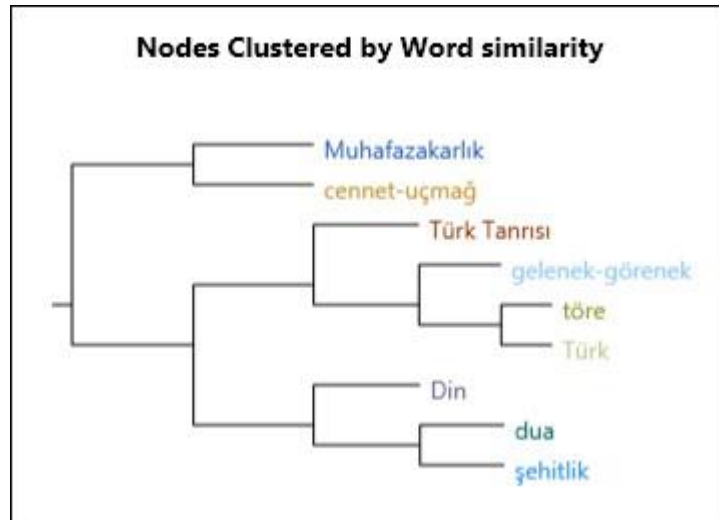 Nodes Clustered by Word similarity
Muhafazakarlık
cennet-uçmağ
Türk Tanrısı
gelenek-görenek
töre
Türk
Din
dua
şehitlik